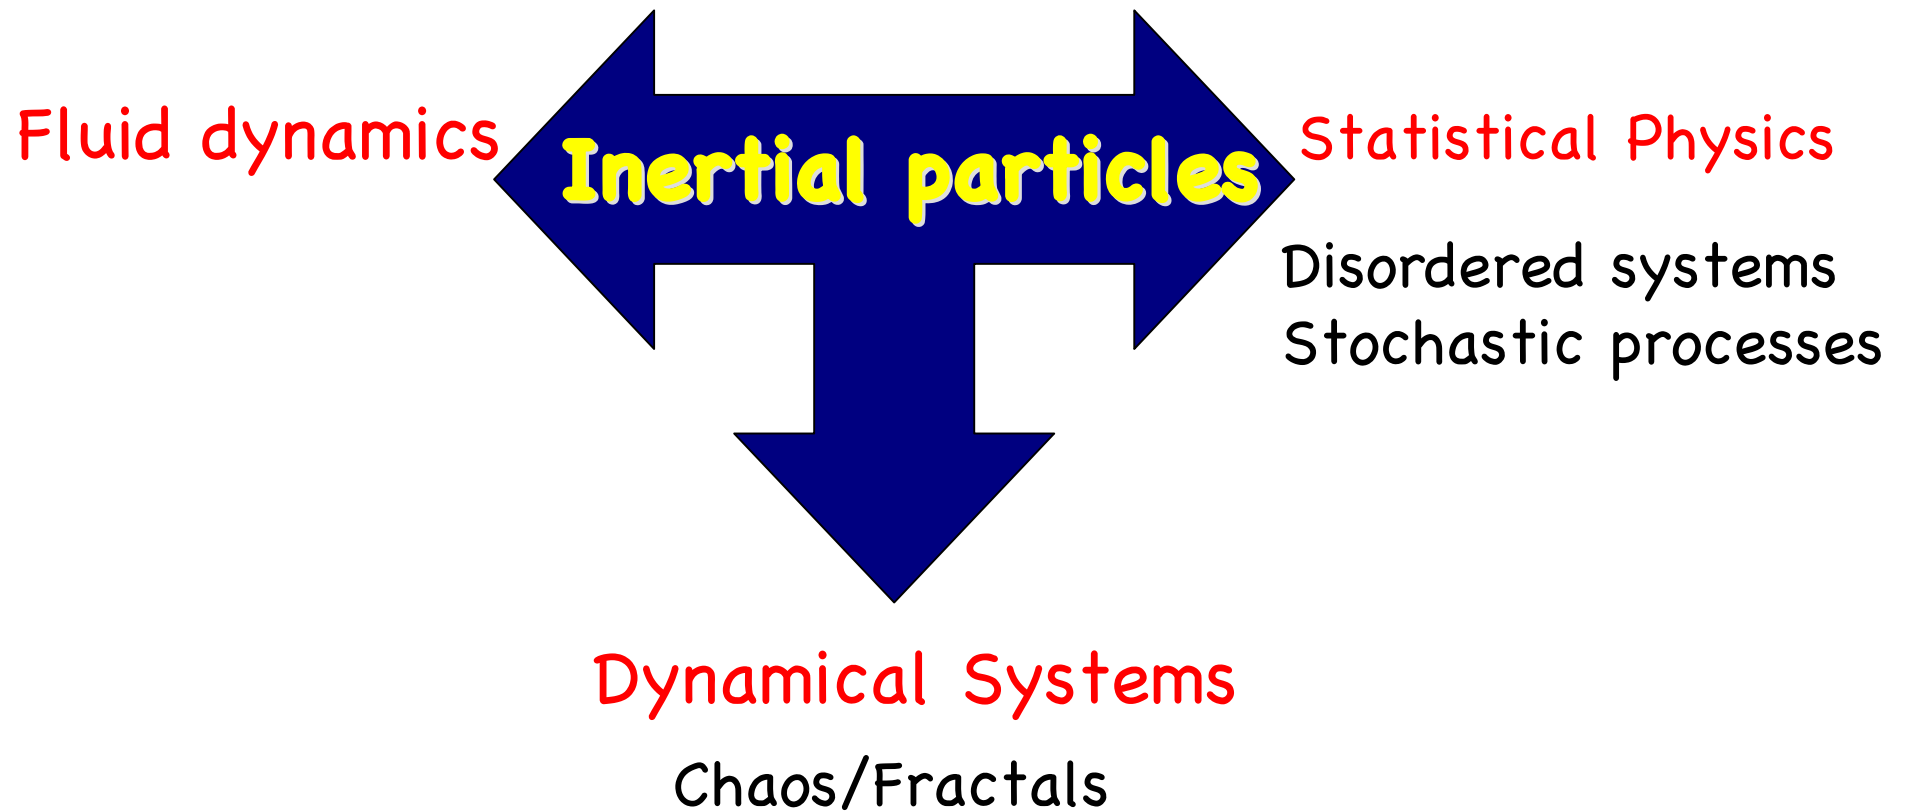 Fluid dynamics
Inertial particles
Statistical Physics
Disordered systems
Stochastic processes
Dynamical Systems
Chaos/Fractals